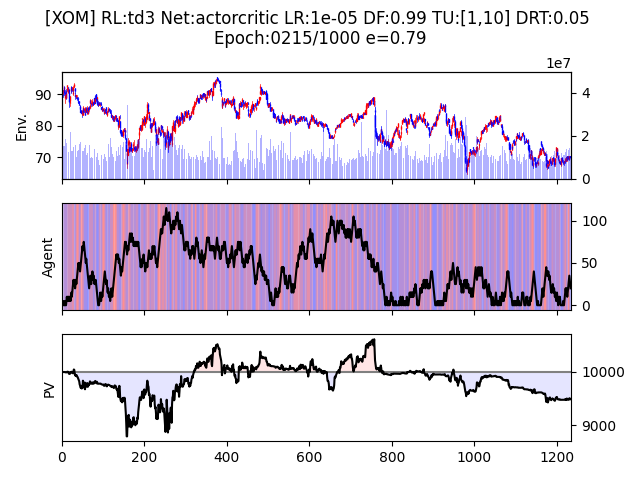 [XOM] RL:td3 Net:actorcritic LR:1e-05 DF:0.99 TU:[1,10] DRT:0.05
Epoch:0215/1000 e=0.79
1e7
90
80
70
Env.
4
2
0
Agent
100
50
0
PV
10000
9000
0 200 400 600 800 1000 1200